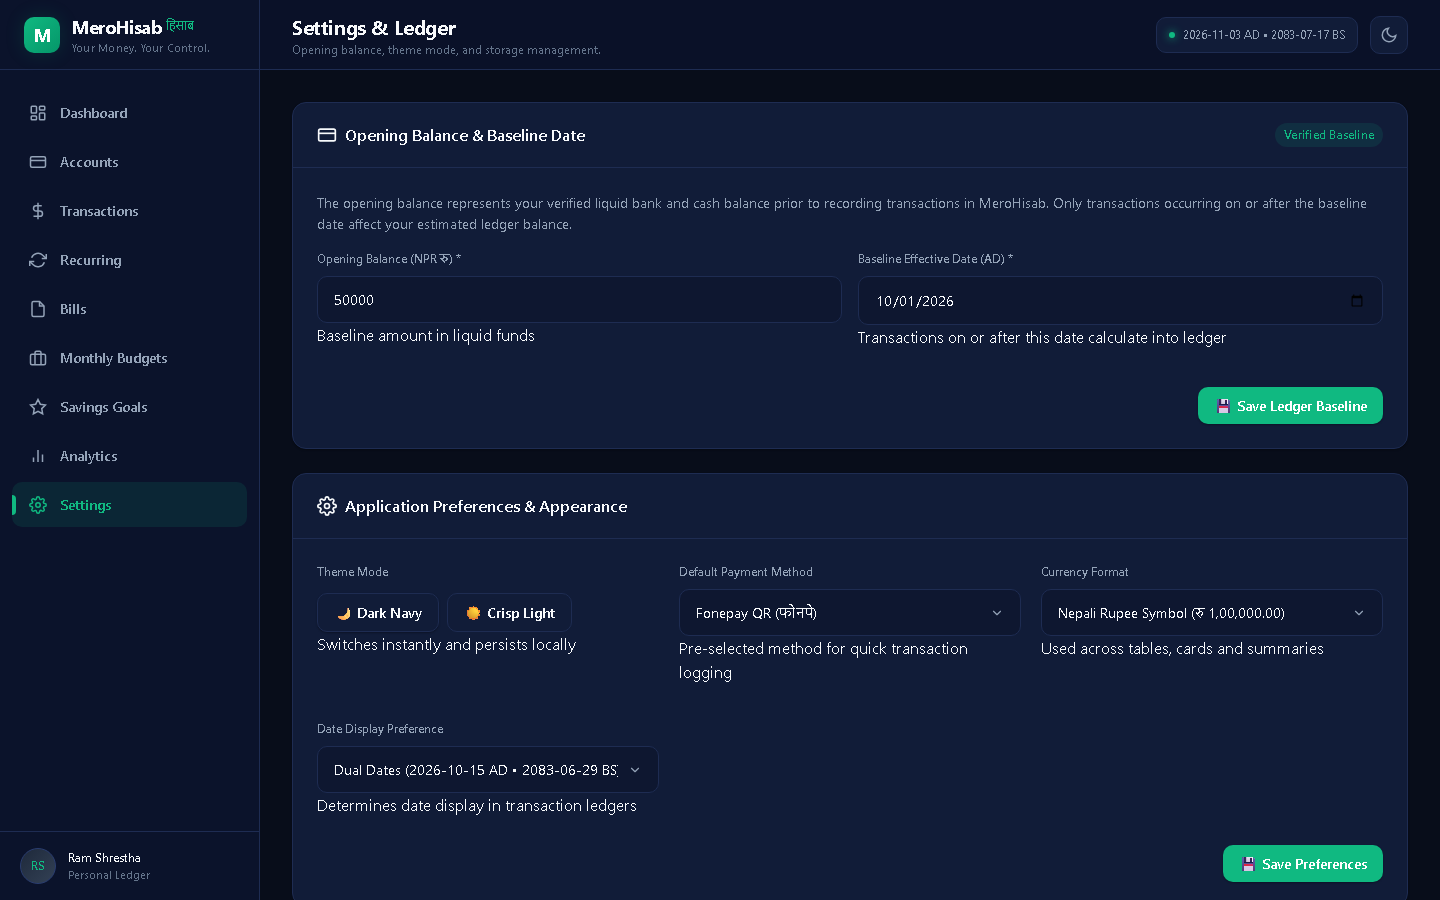 M
MeroHisab हिसाब
Your Money. Your Control.
Dashboard
Accounts
Transactions
Recurring
Bills
Monthly Budgets
Savings Goals
Analytics
Settings
RS
Ram Shrestha
Personal Ledger
Settings & Ledger
Opening balance, theme mode, and storage management.
2026-11-03 AD • 2083-07-17 BS
Opening Balance & Baseline Date
Verified Baseline
The opening balance represents your verified liquid bank and cash balance prior to recording transactions in MeroHisab. Only transactions occurring on or after the baseline
date affect your estimated ledger balance.
Opening Balance (NPR रु) *
50000
Baseline amount in liquid funds
Baseline Effective Date (AD) *
10/01/2026
Transactions on or after this date calculate into ledger
💾 Save Ledger Baseline
Application Preferences & Appearance
Theme Mode
🌙 Dark Navy
☀️ Crisp Light
Switches instantly and persists locally
Default Payment Method
Fonepay QR (फोनपे)
Pre-selected method for quick transaction
logging
Currency Format
Nepali Rupee Symbol (रु 1,00,000.00)
Used across tables, cards and summaries
Date Display Preference
Dual Dates (2026-10-15 AD • 2083-06-29 BS)
Determines date display in transaction ledgers
💾 Save Preferences